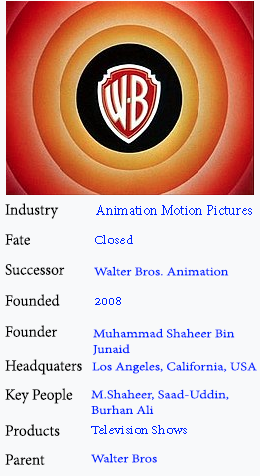 WB
Industry Animation Motion Pictures
Fate Closed
Successor Walter Bros. Animation
Founded 2008
Founder Muhammad Shaheer Bin
Junaid
Headquaters Los Angeles, California, USA
Key People M.Shaheer, Saad-Uddin,
Burhan Ali
Products Television Shows
Parent Walter Bros